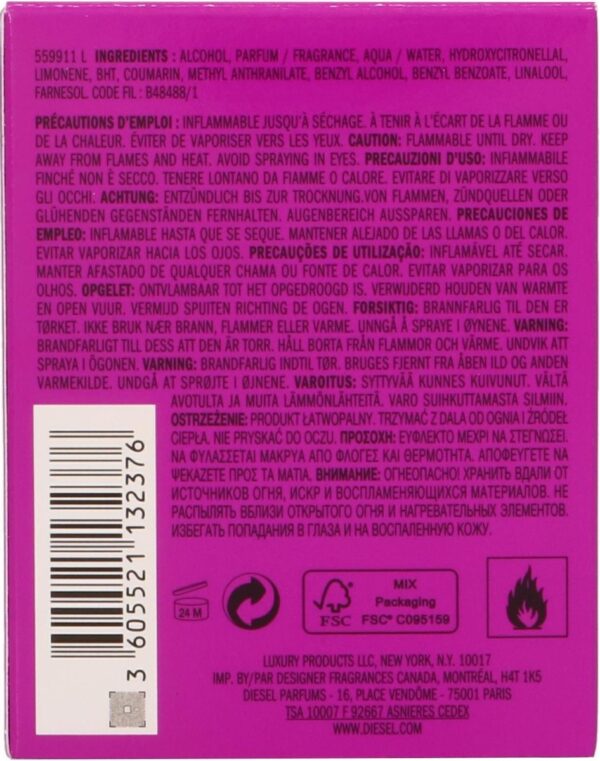 559911 L INGREDIENTS : ALCOHOL, PARFUM / FRAGRANCE, AQUA / WATER, HYDROXYCITRONELLAL,
LIMONENE, BHT, COUMARIN, METHYL ANTHRANILATE, BENZYL ALCOHOL, BENZYL BENZOATE, LINALOOL,
FARNESOL. CODE FIL : B48488/1
PRÉCAUTIONS D'EMPLOI : INFLAMMABLE JUSQU'À SÉCHAGE. À TENIR À L'ÉCART DE LA FLAMME OU
DE LA CHALEUR. ÉVITER DE VAPORISER VERS LES YEUX. CAUTION: FLAMMABLE UNTIL DRY. KEEP
AWAY FROM FLAMES AND HEAT. AVOID SPRAYING IN EYES. PRECAUZIONI D'USO: INFIAMMABILE
FINCHÉ NON È SECCO. TENERE LONTANO DA FIAMME O CALORE. EVITARE DI VAPORIZZARE VERSO
GLI OCCHI. ACHTUNG: ENTZÜNDLICH BIS ZUR TROCKNUNG.VON FLAMMEN, ZÜNDQUELLEN ODER
GLÜHENDEN GEGENSTÄNDEN FERNHALTEN. AUGENBEREICH AUSSPAREN. PRECAUCIONES DE
EMPLEO: INFLAMABLE HASTA QUE SE SEQUE. MANTENER ALEJADO DE LAS LLAMAS O DEL CALOR.
EVITAR VAPORIZAR HACIA LOS OJOS. PRECAUÇÕES DE UTILIZAÇÃO: INFLAMÁVEL ATÉ SECAR.
MANTER AFASTADO DE QUALQUER CHAMA OU FONTE DE CALOR. EVITAR VAPORIZAR PARA OS
OLHOS. OPGELET: ONTVLAMBAAR TOT HET OPGEDROOGD IS. VERWIJDERD HOUDEN VAN WARMTE
EN OPEN VUUR. VERMIJD SPUITEN RICHTING DE OGEN. FORSIKTIG: BRANNFARLIG TIL DEN ER
TØRKET. IKKE BRUK NÆR BRANN, FLAMMER ELLER VARME. UNNGÅ Å SPRAYE I ØYNENE. VARNING:
BRANDFARLIGT TILL DESS ATT DEN ÄR TORR. HÅLL BORTA FRÅN FLAMMOR OCH VÄRME. UNDVIK ATT
SPRAYA I ÖGONEN. VARNING: BRANDFARLIG INDTIL TØR. BRUGES FJERNT FRA ÅBEN ILD OG ANDEN
VARMEKILDE. UNDGÅ AT SPRØJTE I ØJNENE. VAROITUS: SYTTYVÄÄ KUNNES KUIVUNUT. VÄLTÄ
AVOTULTA JA MUITA LÄMMÖNLÄHTEITÄ. VARO SUIHKUTTAMASTA SILMIIN.
OSTRZEŻENIE: PRODUKT ŁATWOPALNY. TRZYMAĆ Z DALA OD OGNIA I ŹRÓDEŁ
CIEPŁA. NIE PRYSKAĆ DO OCZU. ΠΡΟΣΟΧΗ: ΕΥΦΛΕΚΤΟ ΜΕΧΡΙ ΝΑ ΣΤΕΓΝΩΣΕΙ.
ΝΑ ΦΥΛΑΣΣΕΤΑΙ ΜΑΚΡΥΑ ΑΠΟ ΦΛΟΓΕΣ ΚΑΙ ΘΕΡΜΟΤΗΤΑ. ΑΠΟΦΕΥΓΕΤΕ ΝΑ
ΨΕΚΑΖΕΤΕ ΠΡΟΣ ΤΑ ΜΑΤΙΑ. ВНИМАНИЕ: ОГНЕОПАСНО! ХРАНИТЬ ВДАЛИ ОТ
ИСТОЧНИКОВ ОГНЯ, ИСКР И ВОСПЛАМЕНЯЮЩИХСЯ МАТЕРИАЛОВ. НЕ
РАСПЫЛЯТЬ ВБЛИЗИ ОТКРЫТОГО ОГНЯ И НАГРЕВАТЕЛЬНЫХ ЭЛЕМЕНТОВ.
ИЗБЕГАТЬ ПОПАДАНИЯ В ГЛАЗА И НА ВОСПАЛЕННУЮ КОЖУ.
3 605521 132376
24 M
FSC
MIX
Packaging
FSC® C095159
LUXURY PRODUCTS LLC, NEW YORK, N.Y. 10017
IMP. BY/PAR DESIGNER FRAGRANCES CANADA, MONTRÉAL, H4T 1K5
DIESEL PARFUMS - 16, PLACE VENDÔME - 75001 PARIS
TSA 10007 F 92667 ASNIERES CEDEX
WWW.DIESEL.COM